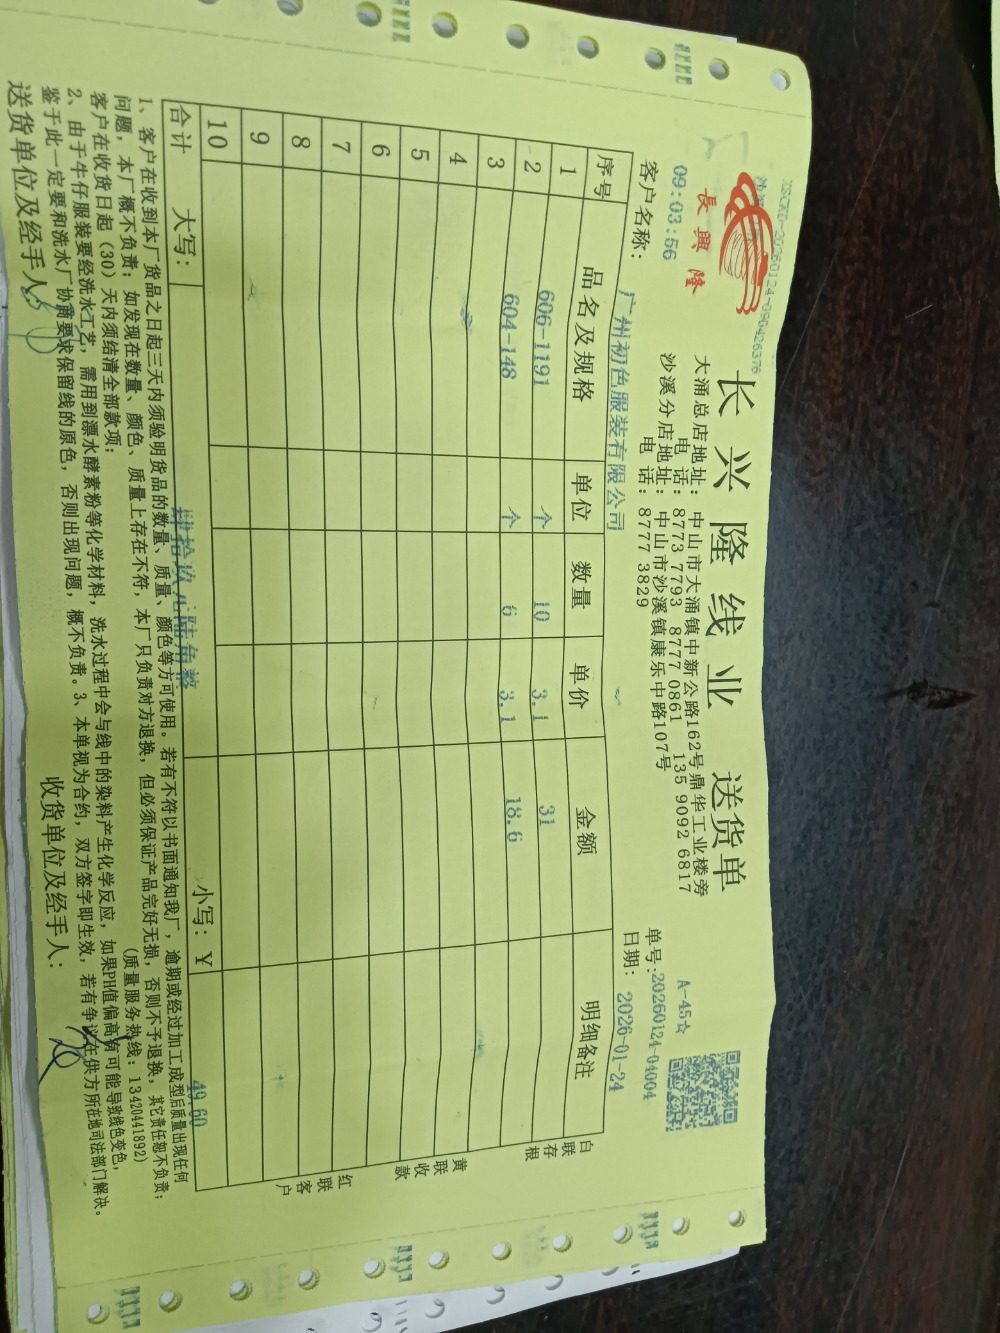 XSCKD-20260124-090426376
09:03:56
長興隆
长兴隆线业 送货单
大涌总店地址: 中山市大涌镇中新公路162号鼎华工业楼旁
电 话: 8773 7793 8777 0861 135 9092 6817
沙溪分店地址: 中山市沙溪镇康乐中路107号
电 话: 8777 3829
A-45☆
单号:20260124-04004
客户名称: 广州初色服装有限公司 日期: 2026-01-24
序号 品名及规格 单位 数量 单价 金额 明细备注
1 606-1191 个 10 3.1 31
2 604-148 个 6 3.1 18.6
3
4
5
6
7
8
9
10
合计 大写: 肆拾玖元陆角整 小写: ¥ 49.60
白联存根
黄联收款
红联客户
1、客户在收到本厂货品之日起三天内须验明货品的数量、质量、颜色等方可使用。若有不符以书面通知我厂，逾期或经过加工成型后质量出现任何
问题，本厂概不负责；如发现在数量、颜色、质量上存在不符，本厂只负责对方退换，但必须保证产品完好无损，否则不予退换，其它责任恕不负责；
客户在收货日起（30）天内须结清全部款项； (质量服务热线: 13420441892)
2、由于牛仔服装要经洗水工艺，需用到漂水酵素粉等化学材料，洗水过程中会与线中的染料产生化学反应，如果PH值偏高有可能导致线色变色，
鉴于此一定要和洗水厂协商要求保留线的原色，否则出现问题，概不负责。3、本单视为合约，双方签字即生效，若有争议在供方所在地司法部门解决。
送货单位及经手人: 收货单位及经手人: